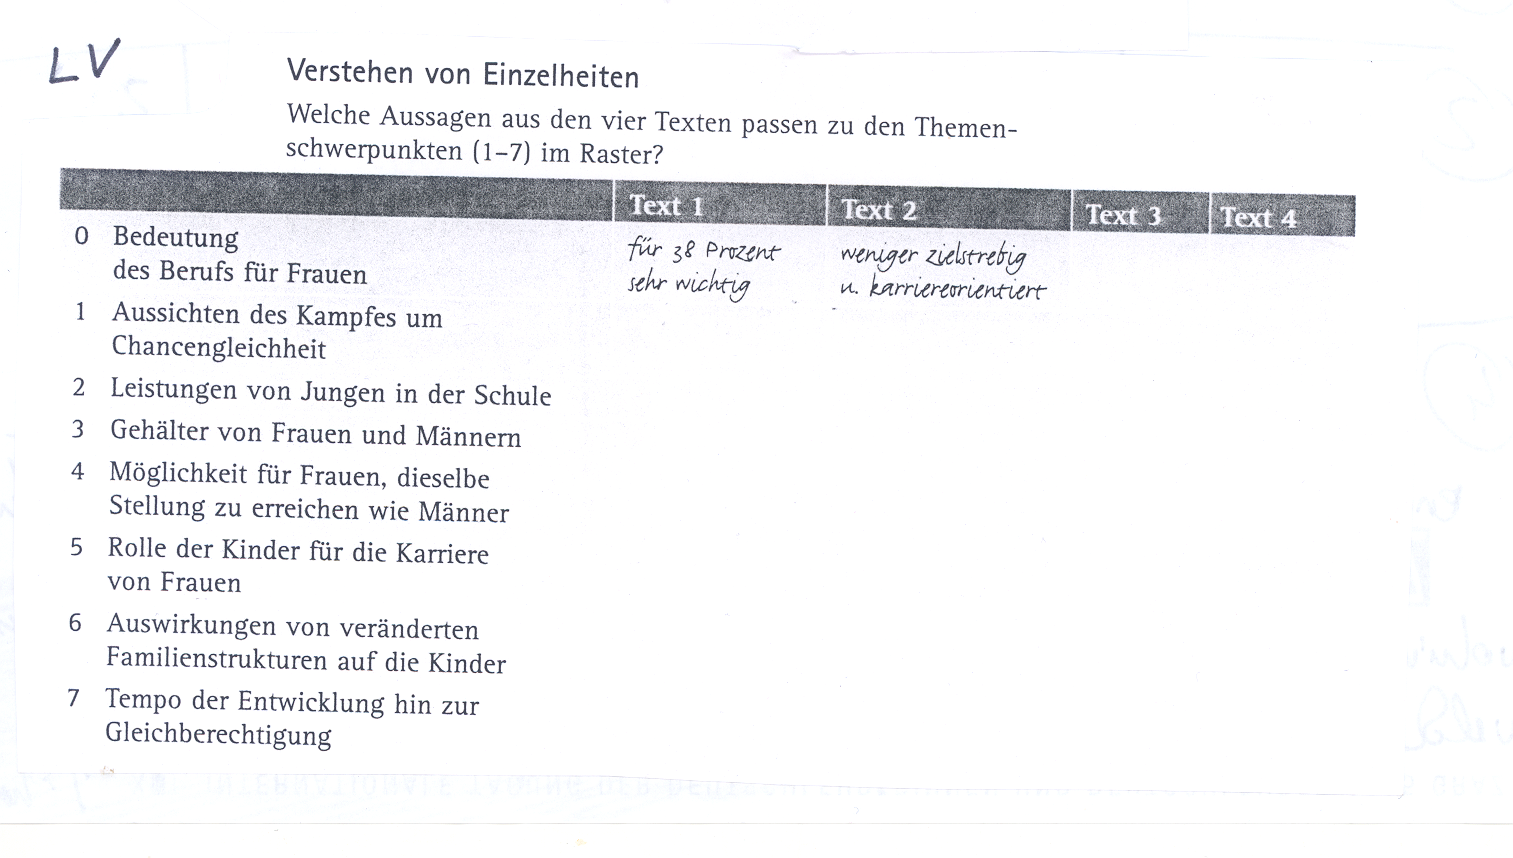 LV
Verstehen von Einzelheiten
Welche Aussagen aus den vier Texten passen zu den Themen-
schwerpunkten (1–7) im Raster?
Text 1 Text 2 Text 3 Text 4
0 Bedeutung
des Berufs für Frauen
für 38 Prozent
sehr wichtig
weniger zielstrebig
u. karriereorientiert
1 Aussichten des Kampfes um
Chancengleichheit
2 Leistungen von Jungen in der Schule
3 Gehälter von Frauen und Männern
4 Möglichkeit für Frauen, dieselbe
Stellung zu erreichen wie Männer
5 Rolle der Kinder für die Karriere
von Frauen
6 Auswirkungen von veränderten
Familienstrukturen auf die Kinder
7 Tempo der Entwicklung hin zur
Gleichberechtigung